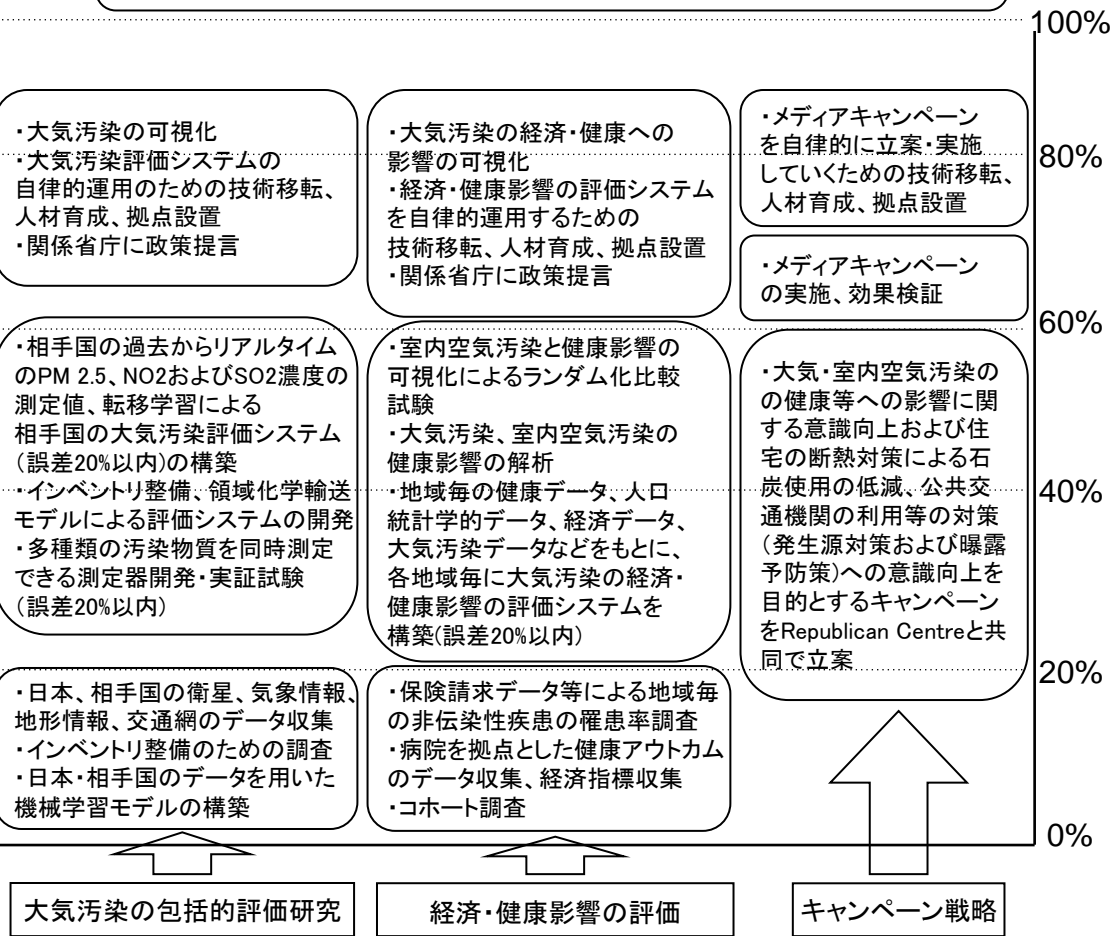 100%
・大気汚染の可視化
・大気汚染評価システムの
自律的運用のための技術移転、
人材育成、拠点設置
・関係省庁に政策提言
・大気汚染の経済・健康への
影響の可視化
・経済・健康影響の評価システム
を自律的運用するための
技術移転、人材育成、拠点設置
・関係省庁に政策提言
・メディアキャンペーン
を自律的に立案・実施
していくための技術移転、
人材育成、拠点設置
80%
・メディアキャンペーン
の実施、効果検証
60%
・相手国の過去からリアルタイム
のPM 2.5、NO2およびSO2濃度の
測定値、転移学習による
相手国の大気汚染評価システム
(誤差20%以内)の構築
・インベントリ整備、領域化学輸送
モデルによる評価システムの開発
・多種類の汚染物質を同時測定
できる測定器開発・実証試験
(誤差20%以内)
・室内空気汚染と健康影響の
可視化によるランダム化比較
試験
・大気汚染、室内空気汚染の
健康影響の解析
・地域毎の健康データ、人口
統計学的データ、経済データ、
大気汚染データなどをもとに、
各地域毎に大気汚染の経済・
健康影響の評価システムを
構築(誤差20%以内)
・大気・室内空気汚染の
の健康等への影響に関
する意識向上および住
宅の断熱対策による石
炭使用の低減、公共交
通機関の利用等の対策
(発生源対策および曝露
予防策)への意識向上を
目的とするキャンペーン
をRepublican Centreと共
同で立案
40%
20%
・日本、相手国の衛星、気象情報、
地形情報、交通網のデータ収集
・インベントリ整備のための調査
・日本・相手国のデータを用いた
機械学習モデルの構築
・保険請求データ等による地域毎
の非伝染性疾患の罹患率調査
・病院を拠点とした健康アウトカム
のデータ収集、経済指標収集
・コホート調査
0%
大気汚染の包括的評価研究
経済・健康影響の評価
キャンペーン戦略